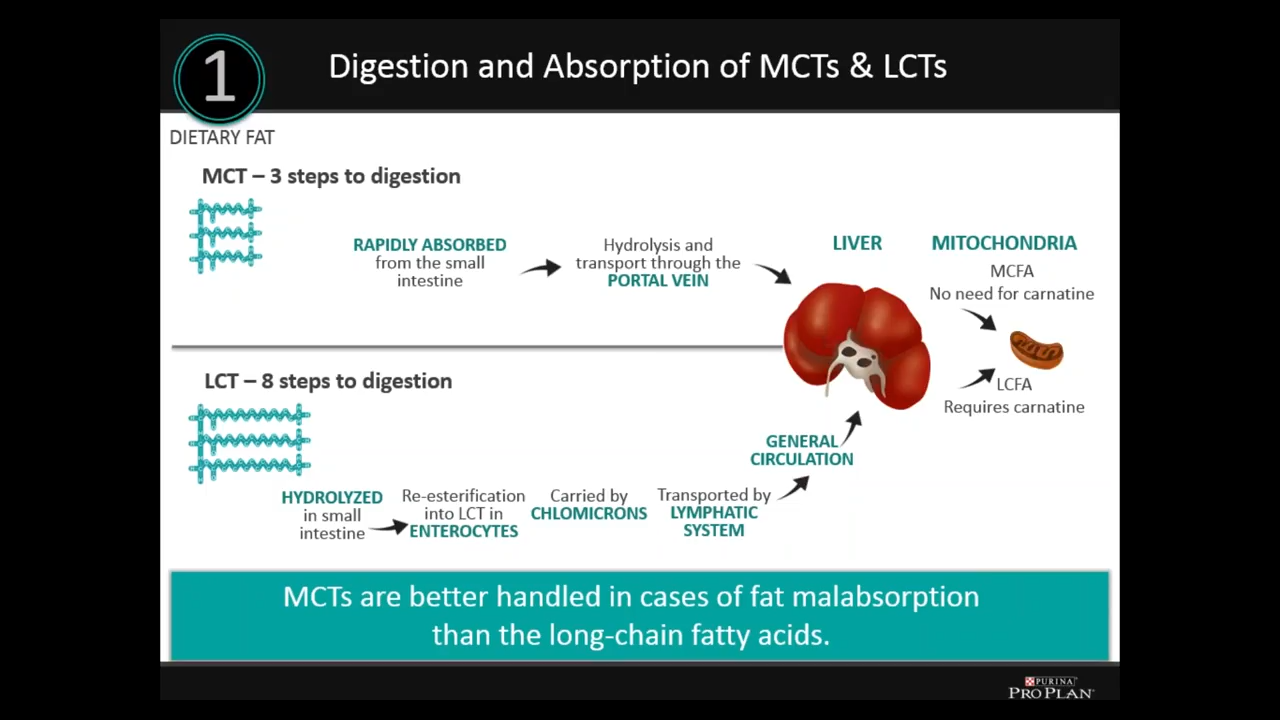 1
Digestion and Absorption of MCTs & LCTs
DIETARY FAT
MCT – 3 steps to digestion
RAPIDLY ABSORBED
from the small
intestine
Hydrolysis and
transport through the
PORTAL VEIN
LIVER
MITOCHONDRIA
MCFA
No need for carnatine
LCFA
Requires carnatine
LCT – 8 steps to digestion
HYDROLYZED
in small
intestine
Re-esterification
into LCT in
ENTEROCYTES
Carried by
CHLOMICRONS
Transported by
LYMPHATIC
SYSTEM
GENERAL
CIRCULATION
MCTs are better handled in cases of fat malabsorption
than the long-chain fatty acids.
PURINA
PRO PLAN